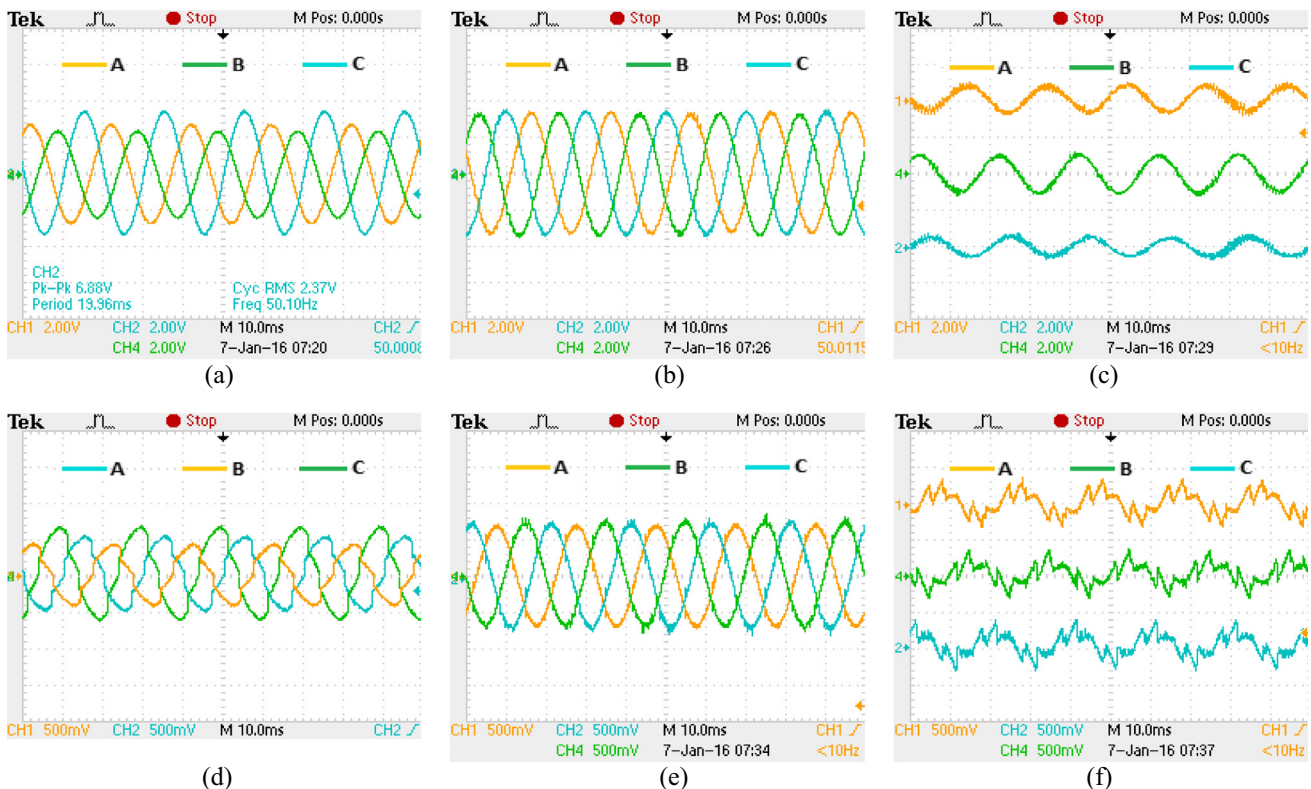 Tek Stop M Pos: 0.000s
A B C
2
CH2
Pk-Pk 6.88V Cyc RMS 2.37V
Period 19.96ms Freq 50.10Hz
CH1 2.00V CH2 2.00V M 10.0ms CH2
CH4 2.00V 7-Jan-16 07:20 50.0008
(a)
Tek Stop M Pos: 0.000s
A B C
2
CH1 2.00V CH2 2.00V M 10.0ms CH1
CH4 2.00V 7-Jan-16 07:26 50.0115
(b)
Tek Stop M Pos: 0.000s
A B C
1
4
2
CH1 2.00V CH2 2.00V M 10.0ms CH1
CH4 2.00V 7-Jan-16 07:29 <10Hz
(c)
Tek Stop M Pos: 0.000s
A B C
CH1 500mV CH2 500mV M 10.0ms CH2
(d)
Tek Stop M Pos: 0.000s
A B C
CH1 500mV CH2 500mV M 10.0ms CH1
CH4 500mV 7-Jan-16 07:34 <10Hz
(e)
Tek Stop M Pos: 0.000s
A B C
1
4
2
CH1 500mV CH2 500mV M 10.0ms CH1
CH4 500mV 7-Jan-16 07:37 <10Hz
(f)